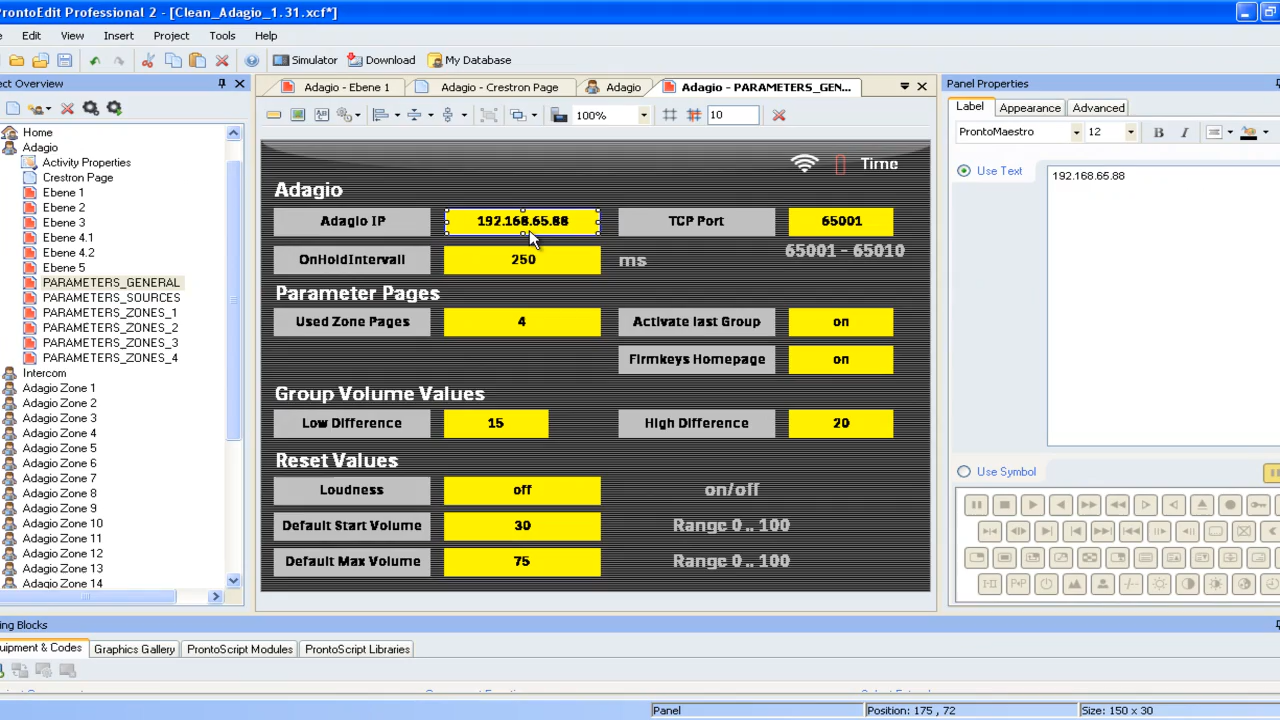 ProntoEdit Professional 2 - [Clean_Adagio_1.31.xcf*]
Edit View Insert Project Tools Help
Simulator Download My Database
ect Overview
Home
Adagio
Activity Properties
Crestron Page
Ebene 1
Ebene 2
Ebene 3
Ebene 4.1
Ebene 4.2
Ebene 5
PARAMETERS_GENERAL
PARAMETERS_SOURCES
PARAMETERS_ZONES_1
PARAMETERS_ZONES_2
PARAMETERS_ZONES_3
PARAMETERS_ZONES_4
Intercom
Adagio Zone 1
Adagio Zone 2
Adagio Zone 3
Adagio Zone 4
Adagio Zone 5
Adagio Zone 6
Adagio Zone 7
Adagio Zone 8
Adagio Zone 9
Adagio Zone 10
Adagio Zone 11
Adagio Zone 12
Adagio Zone 13
Adagio Zone 14
Adagio - Ebene 1 Adagio - Crestron Page Adagio Adagio - PARAMETERS_GEN...
100% 10
Time
Adagio
Adagio IP 192.168.65.88 TCP Port 65001
65001 - 65010
OnHoldIntervall 250 ms
Parameter Pages
Used Zone Pages 4 Activate last Group on
Firmkeys Homepage on
Group Volume Values
Low Difference 15 High Difference 20
Reset Values
Loudness off on/off
Default Start Volume 30 Range 0 .. 100
Default Max Volume 75 Range 0 .. 100
Panel Properties
Label Appearance Advanced
ProntoMaestro 12 B I
Use Text 192.168.65.88
Use Symbol
ing Blocks
quipment & Codes Graphics Gallery ProntoScript Modules ProntoScript Libraries
Panel Position: 175 , 72 Size: 150 x 30